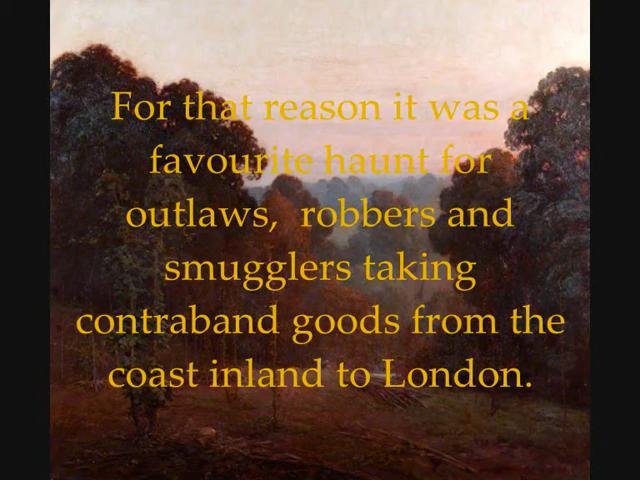 For that reason it was a
favourite haunt for
outlaws,  robbers and
smugglers taking
contraband goods from the
coast inland to London.